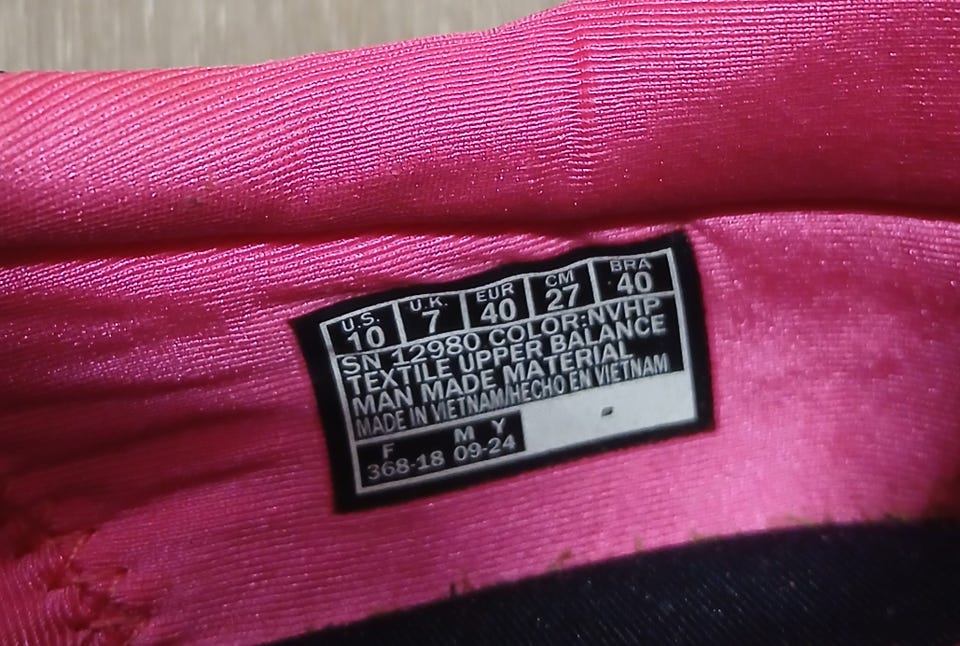 U.S. U.K. EUR CM BRA
10 7 40 27 40
SN 12980 COLOR:NVHP
TEXTILE UPPER BALANCE
MAN MADE MATERIAL
MADE IN VIETNAM/HECHO EN VIETNAM
F M Y
368-18 09-24
-